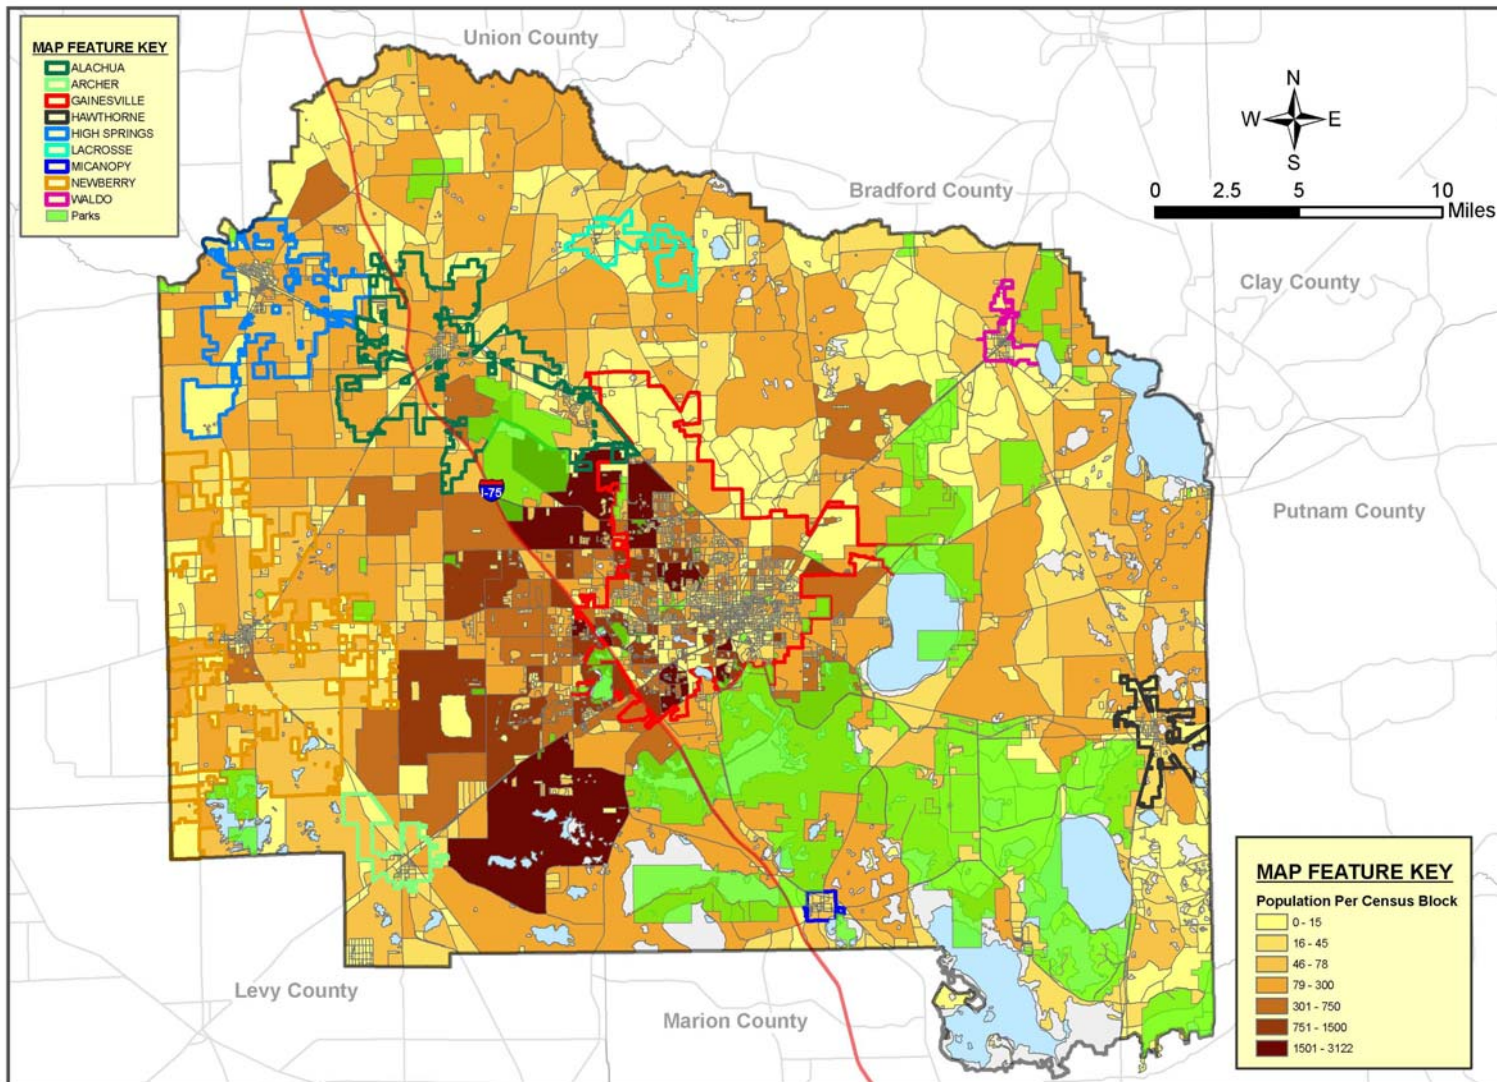 Union County
MAP FEATURE KEY
ALACHUA
ARCHER
GAINESVILLE
HAWTHORNE
HIGH SPRINGS
LACROSSE
MICANOPY
NEWBERRY
WALDO
Parks
N
W E
S
Bradford County
0 2.5 5 10
Miles
Clay County
I-75
Putnam County
Levy County
Marion County
MAP FEATURE KEY
Population Per Census Block
0 - 15
16 - 45
46 - 78
79 - 300
301 - 750
751 - 1500
1501 - 3122